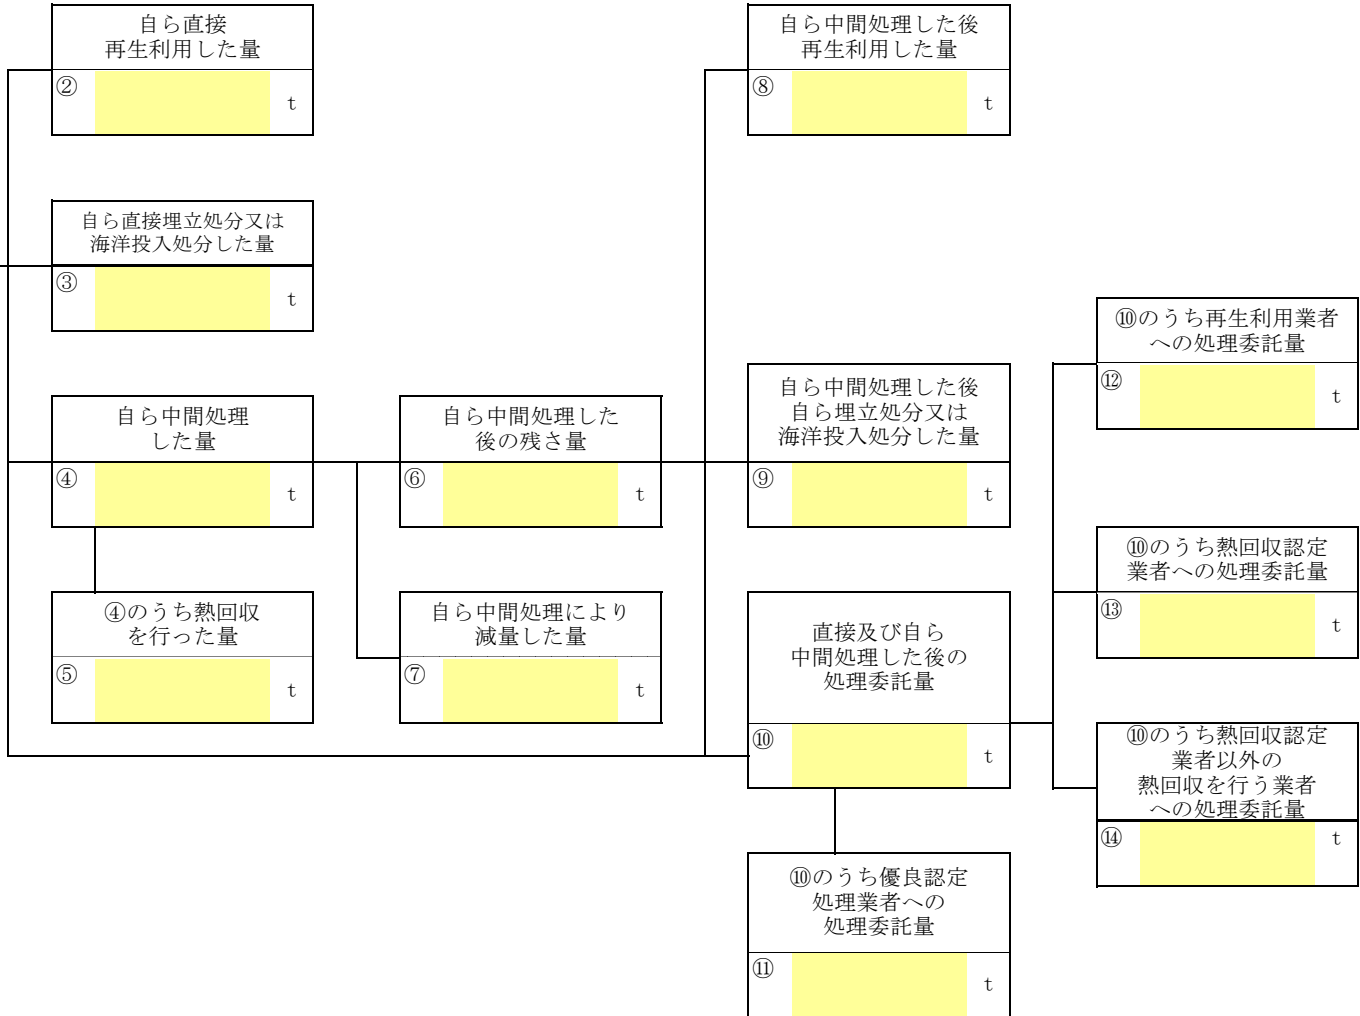 自ら直接
再生利用した量
②
t
自ら中間処理した後
再生利用した量
⑧
t
自ら直接埋立処分又は
海洋投入処分した量
③
t
⑩のうち再生利用業者
への処理委託量
⑫
t
自ら中間処理
した量
④
t
自ら中間処理した
後の残さ量
⑥
t
自ら中間処理した後
自ら埋立処分又は
海洋投入処分した量
⑨
t
⑩のうち熱回収認定
業者への処理委託量
⑬
t
④のうち熱回収
を行った量
⑤
t
自ら中間処理により
減量した量
⑦
t
直接及び自ら
中間処理した後の
処理委託量
⑩
t
⑩のうち熱回収認定
業者以外の
熱回収を行う業者
への処理委託量
⑭
t
⑩のうち優良認定
処理業者への
処理委託量
⑪
t